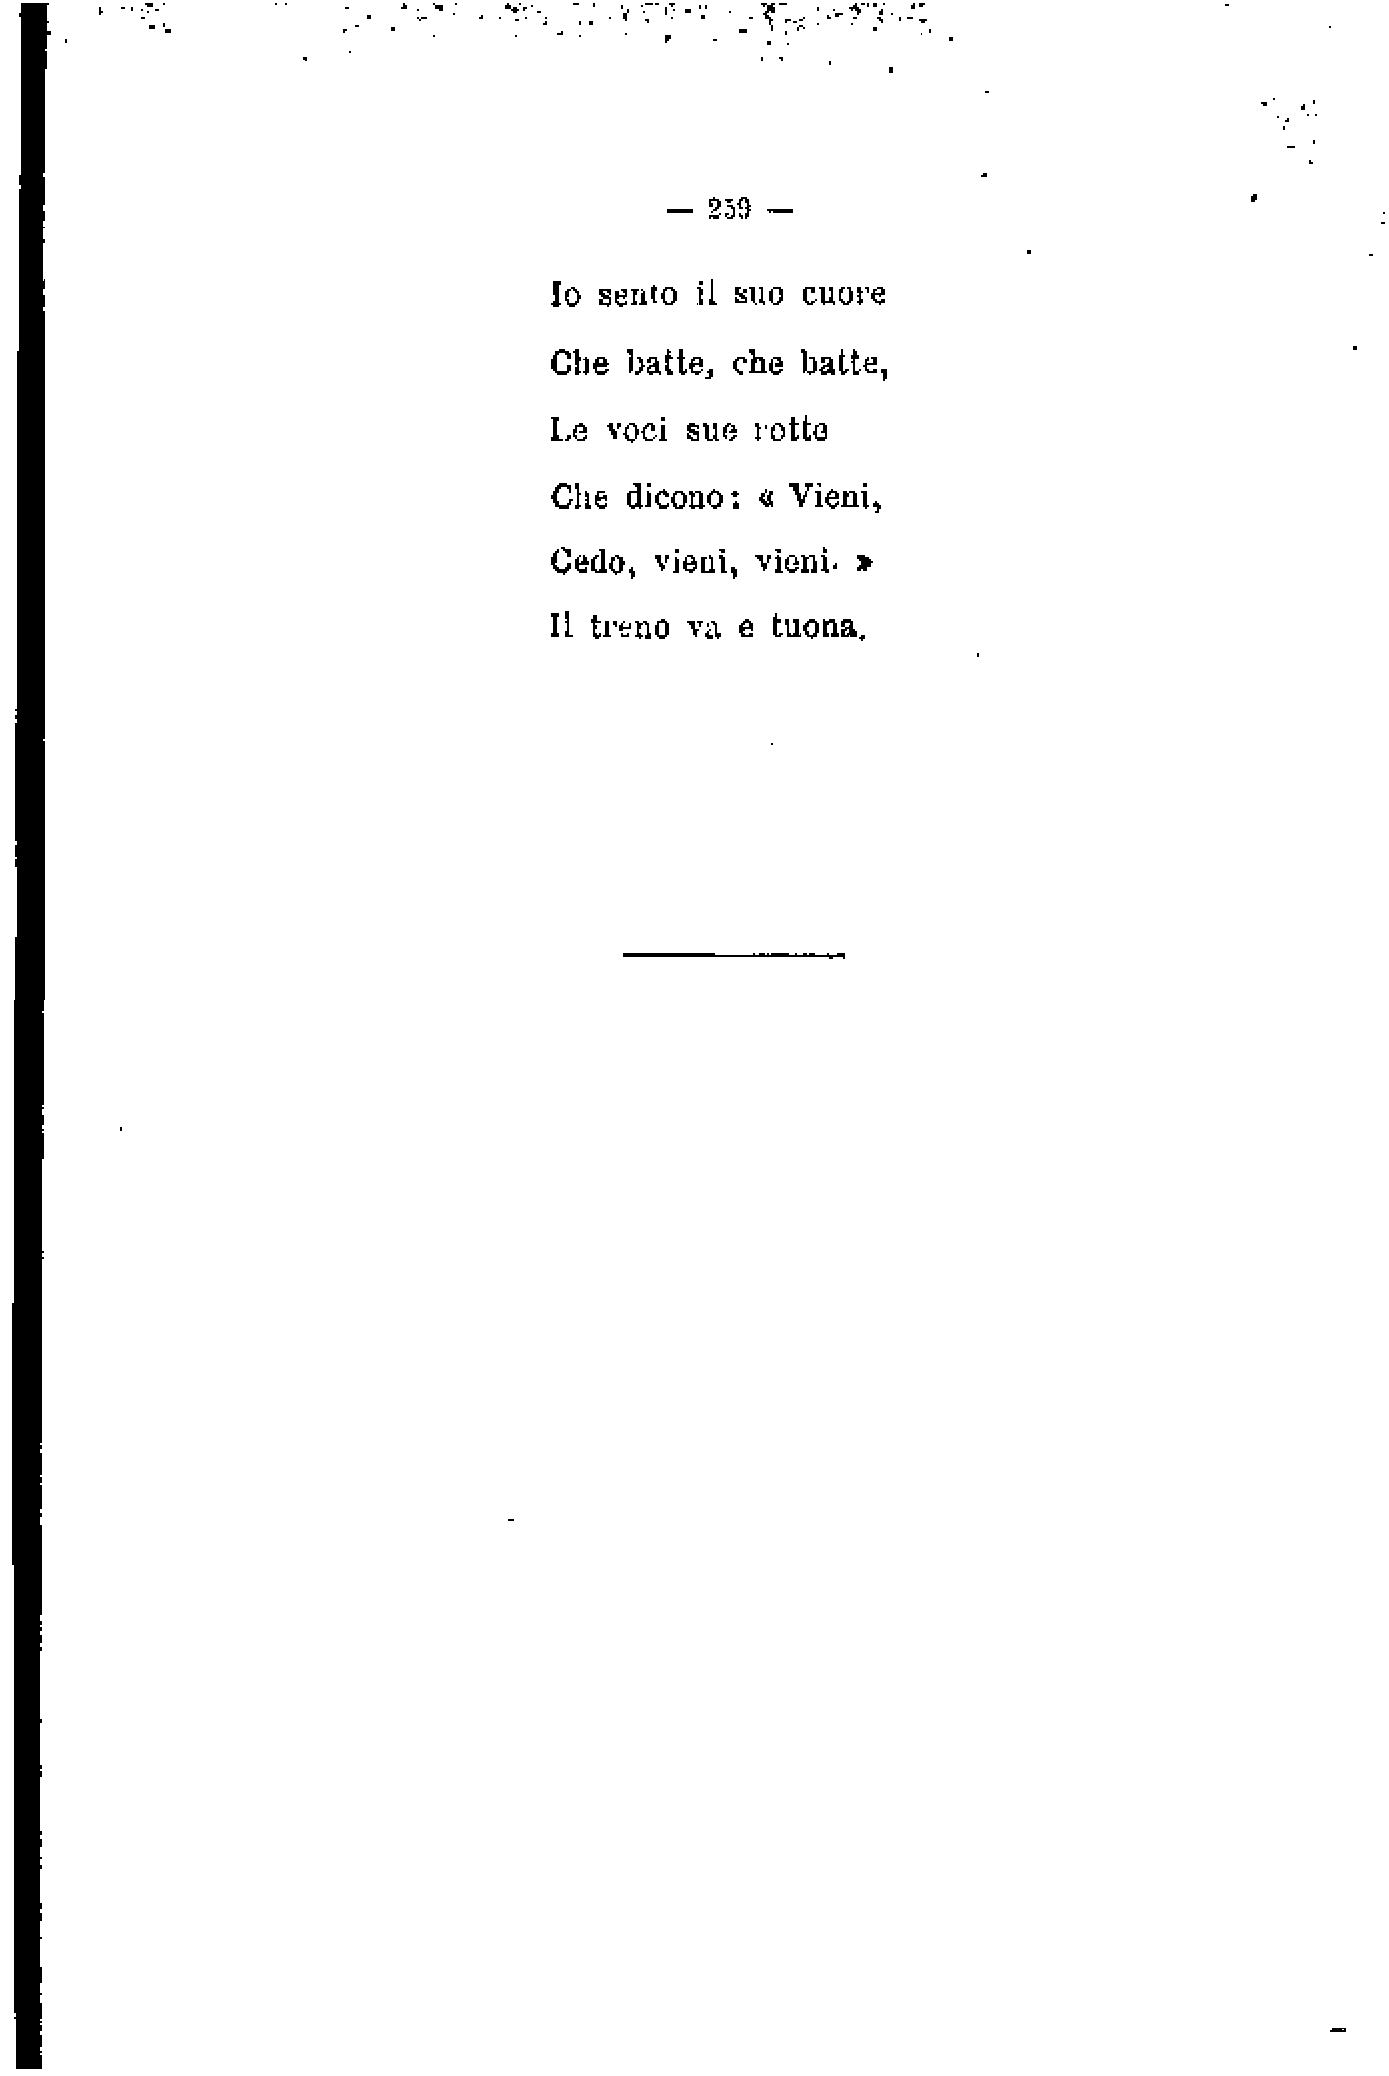 — 259 —
Io sento il suo cuore
Che batte, che batte,
Le voci sue rotte
Che dicono: « Vieni,
Cedo, vieni, vieni. »
Il treno va e tuona.